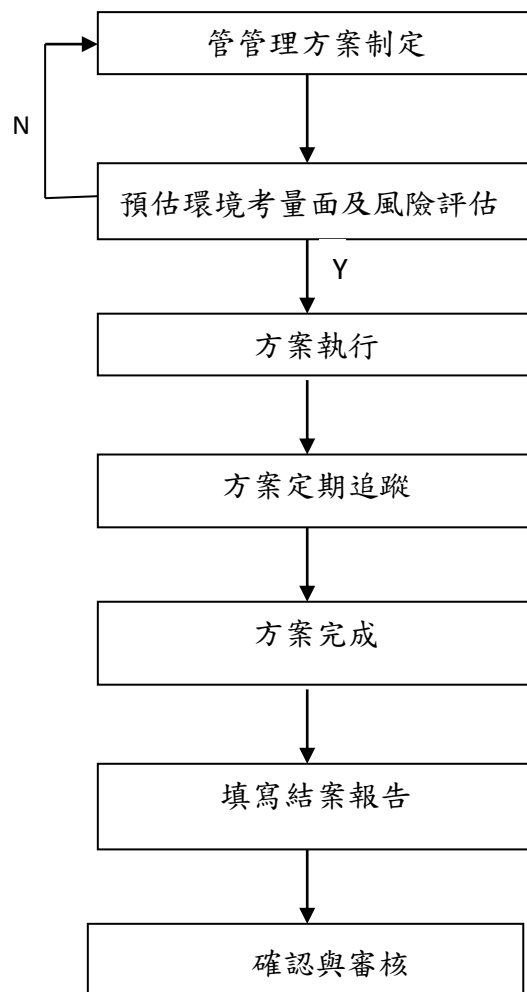 管管理方案制定
N
預估環境考量面及風險評估
Y
方案執行
方案定期追蹤
方案完成
填寫結案報告
確認與審核